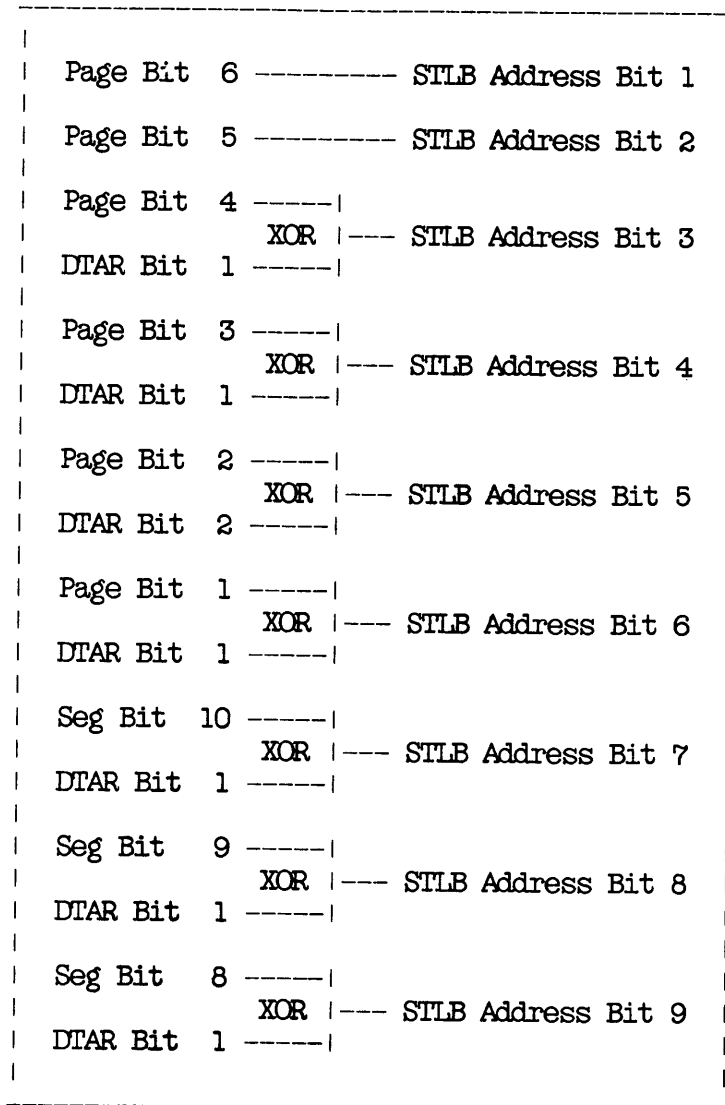 Page Bit 6 --------- STLB Address Bit 1
Page Bit 5 --------- STLB Address Bit 2
Page Bit 4 -----|
XOR |--- STLB Address Bit 3
DTAR Bit 1 -----|
Page Bit 3 -----|
XOR |--- STLB Address Bit 4
DTAR Bit 1 -----|
Page Bit 2 -----|
XOR |--- STLB Address Bit 5
DTAR Bit 2 -----|
Page Bit 1 -----|
XOR |--- STLB Address Bit 6
DTAR Bit 1 -----|
Seg Bit 10 -----|
XOR |--- STLB Address Bit 7
DTAR Bit 1 -----|
Seg Bit 9 -----|
XOR |--- STLB Address Bit 8
DTAR Bit 1 -----|
Seg Bit 8 -----|
XOR |--- STLB Address Bit 9
DTAR Bit 1 -----|